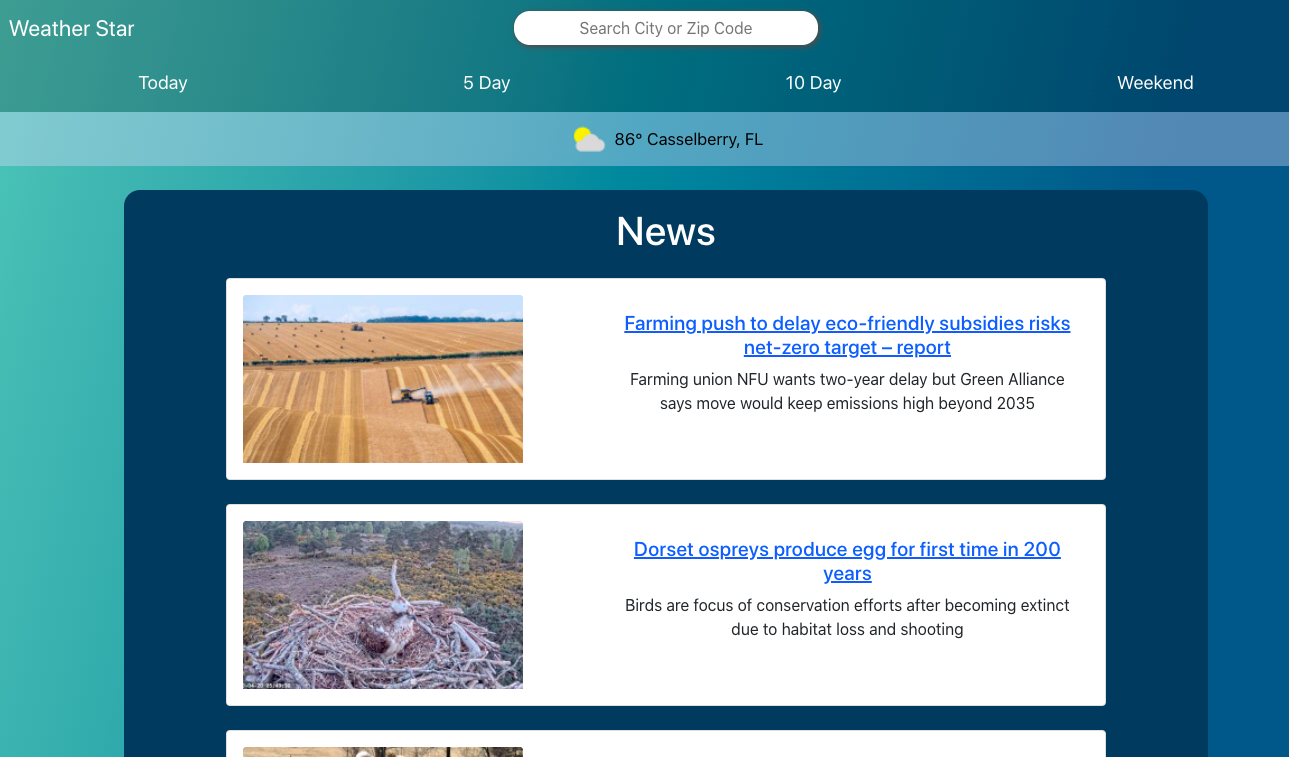 Weather Star
Search City or Zip Code
Today
5 Day
10 Day
Weekend
86° Casselberry, FL
News
Farming push to delay eco-friendly subsidies risks
net-zero target – report
Farming union NFU wants two-year delay but Green Alliance
says move would keep emissions high beyond 2035
Dorset ospreys produce egg for first time in 200
years
Birds are focus of conservation efforts after becoming extinct
due to habitat loss and shooting